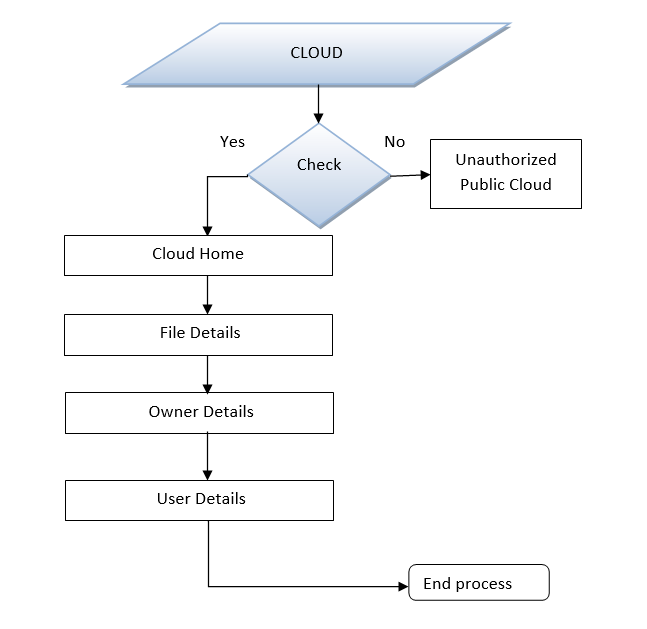 CLOUD
Yes
No
Check
Unauthorized
Public Cloud
Cloud Home
File Details
Owner Details
User Details
End process